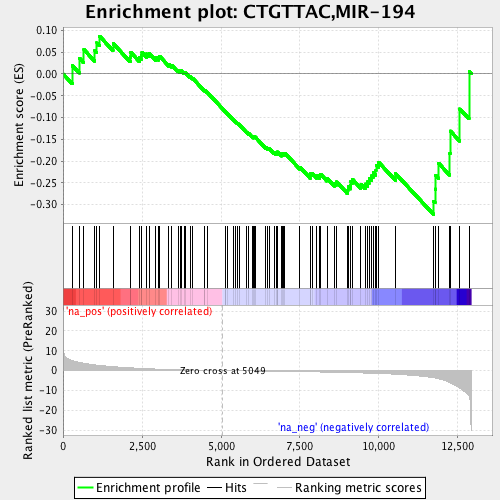 Enrichment plot: CTGTTAC,MIR-194
Enrichment score (ES)
0.10
0.05
0.00
-0.05
-0.10
-0.15
-0.20
-0.25
-0.30
Ranked list metric (PreRanked)
30
20
10
0
-10
-20
-30
'na_pos' (positively correlated)
Zero cross at 5049
'na_neg' (negatively correlated)
0
2,500
5,000
7,500
10,000
12,500
Rank in Ordered Dataset
Enrichment profile
Hits
Ranking metric scores